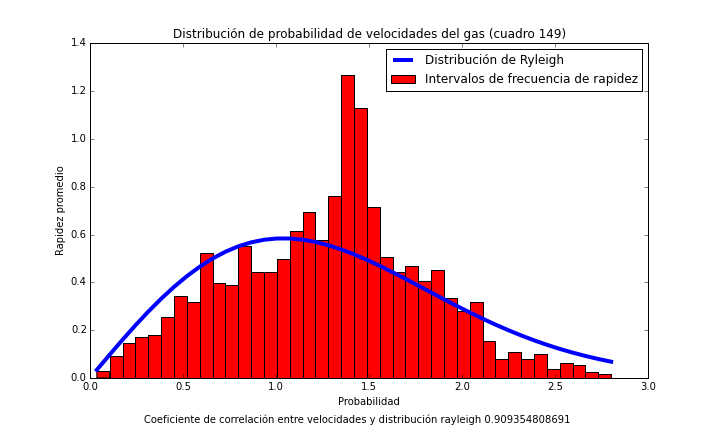 Distribución de probabilidad de velocidades del gas (cuadro 149)
Distribución de Ryleigh
Intervalos de frecuencia de rapidez
1.4
1.2
1.0
0.8
0.6
0.4
0.2
0.0
Rapidez promedio
0.0 0.5 1.0 1.5 2.0 2.5 3.0
Probabilidad
Coeficiente de correlación entre velocidades y distribución rayleigh 0.909354808691